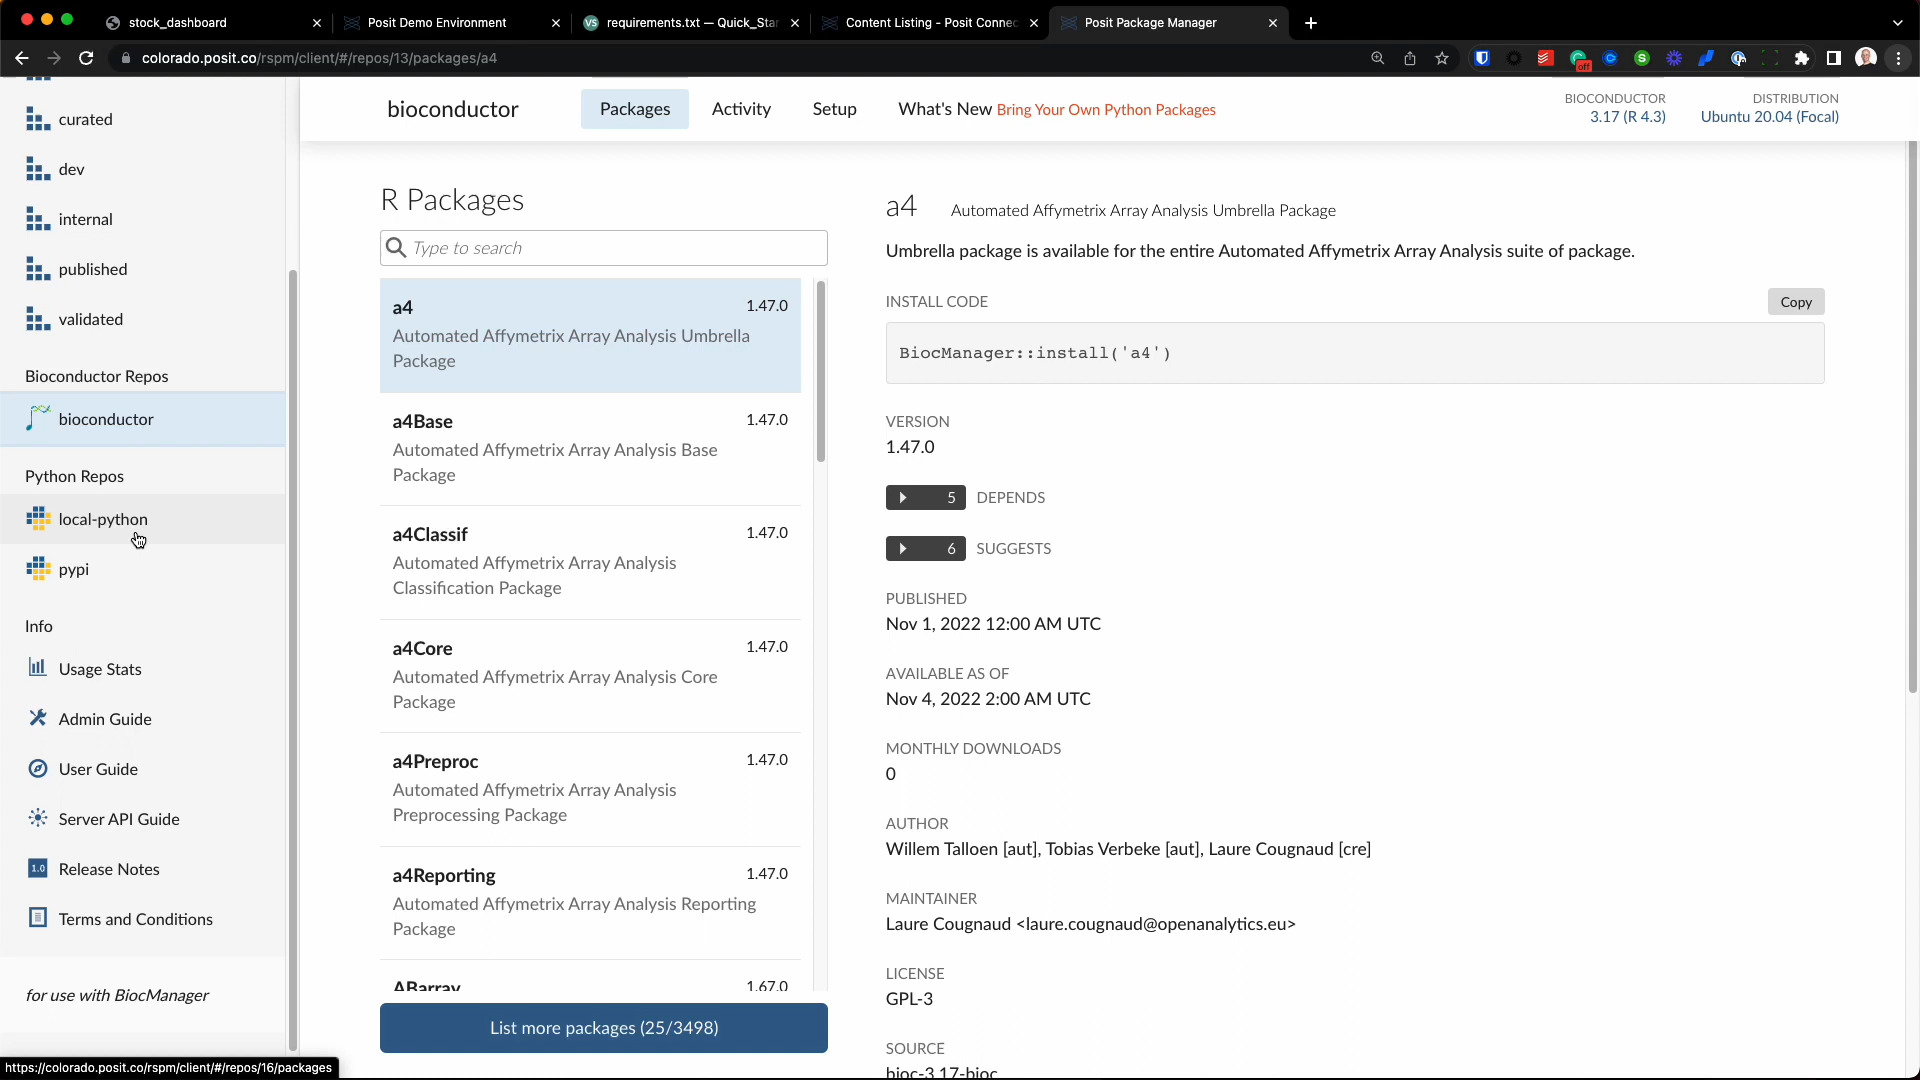 stock_dashboard
Posit Demo Environment
requirements.txt — Quick_Star
Content Listing - Posit Connec
Posit Package Manager
colorado.posit.co/rspm/client/#/repos/13/packages/a4
off
curated
dev
internal
published
validated
Bioconductor Repos
bioconductor
Python Repos
local-python
pypi
Info
Usage Stats
Admin Guide
User Guide
Server API Guide
1.0
Release Notes
Terms and Conditions
for use with BiocManager
https://colorado.posit.co/rspm/client/#/repos/16/packages
bioconductor
Packages
Activity
Setup
What's New Bring Your Own Python Packages
BIOCONDUCTOR
3.17 (R 4.3)
DISTRIBUTION
Ubuntu 20.04 (Focal)
R Packages
Type to search
a4 1.47.0
Automated Affymetrix Array Analysis Umbrella
Package
a4Base 1.47.0
Automated Affymetrix Array Analysis Base
Package
a4Classif 1.47.0
Automated Affymetrix Array Analysis
Classification Package
a4Core 1.47.0
Automated Affymetrix Array Analysis Core
Package
a4Preproc 1.47.0
Automated Affymetrix Array Analysis
Preprocessing Package
a4Reporting 1.47.0
Automated Affymetrix Array Analysis Reporting
Package
ABarray 1.67.0
List more packages (25/3498)
a4 Automated Affymetrix Array Analysis Umbrella Package
Umbrella package is available for the entire Automated Affymetrix Array Analysis suite of package.
INSTALL CODE
Copy
BiocManager::install('a4')
VERSION
1.47.0
5 DEPENDS
6 SUGGESTS
PUBLISHED
Nov 1, 2022 12:00 AM UTC
AVAILABLE AS OF
Nov 4, 2022 2:00 AM UTC
MONTHLY DOWNLOADS
0
AUTHOR
Willem Talloen [aut], Tobias Verbeke [aut], Laure Cougnaud [cre]
MAINTAINER
Laure Cougnaud <laure.cougnaud@openanalytics.eu>
LICENSE
GPL-3
SOURCE
bioc-3.17-bioc